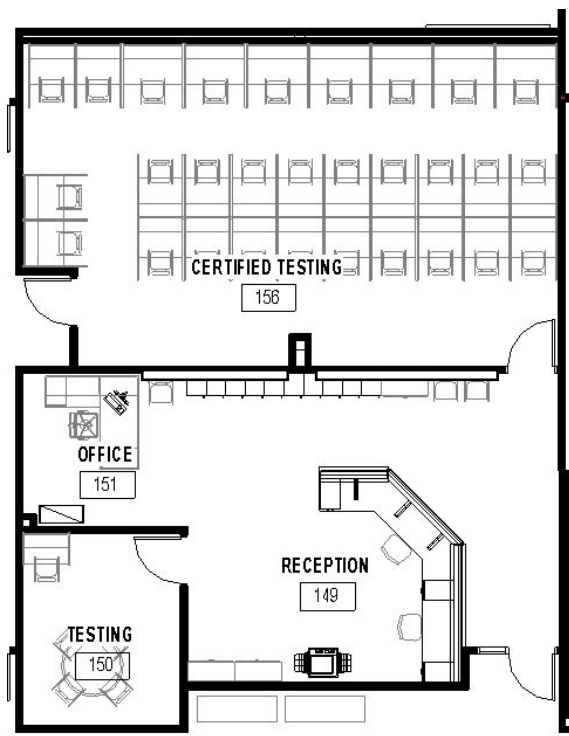 CERTIFIED TESTING
156
OFFICE
151
RECEPTION
149
TESTING
150